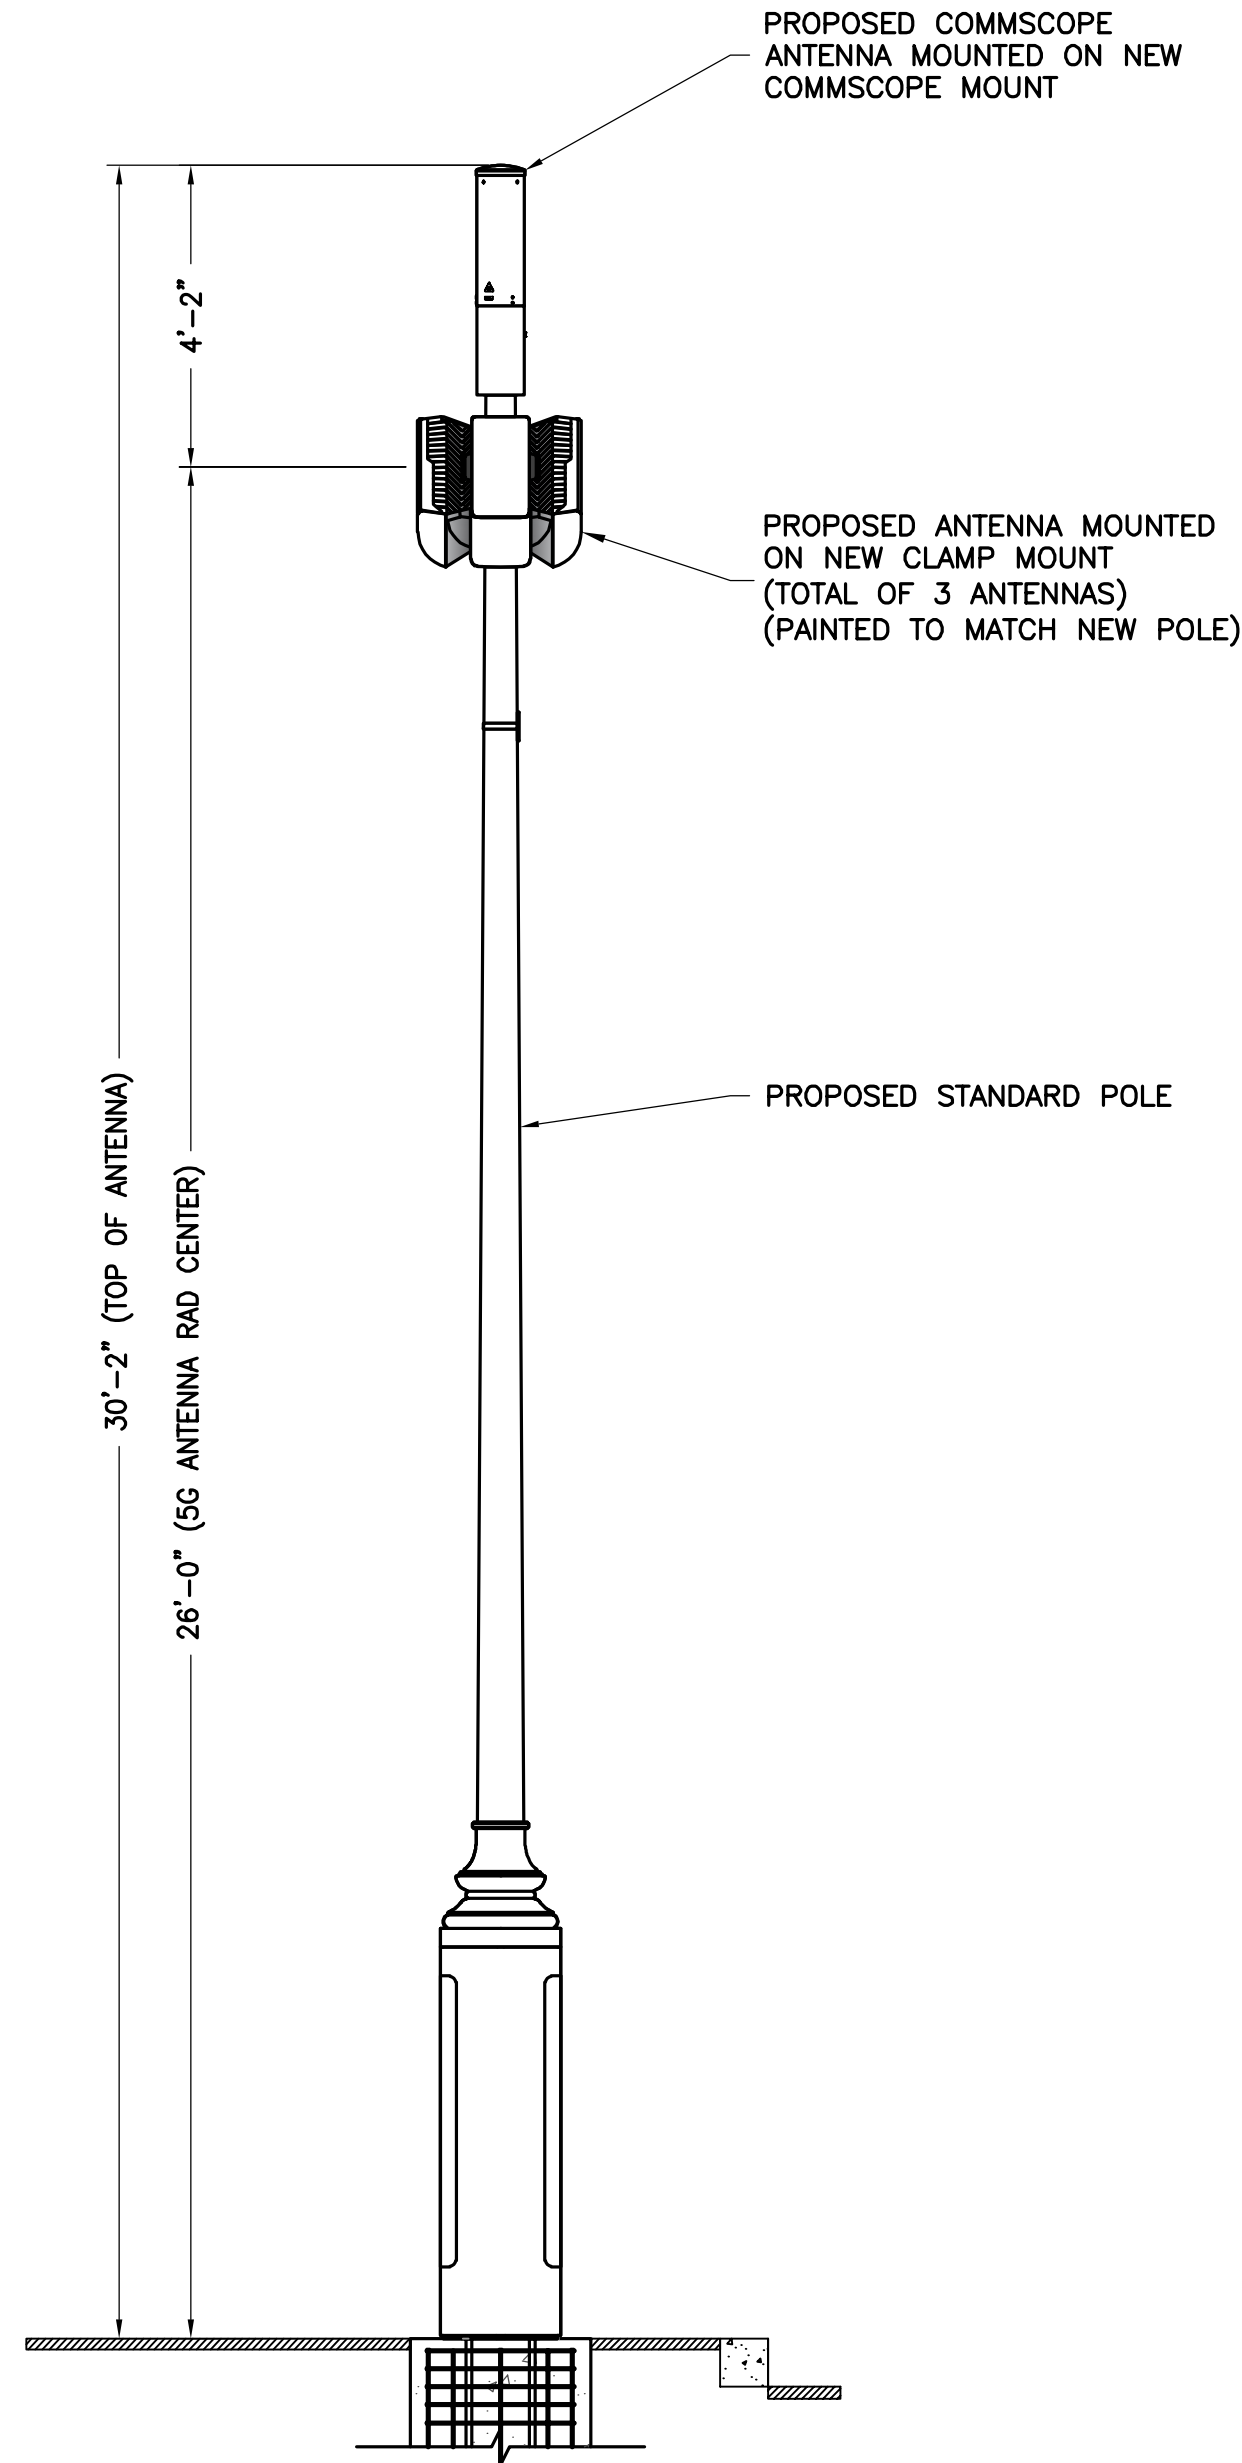 PROPOSED COMMSCOPE
ANTENNA MOUNTED ON NEW
COMMSCOPE MOUNT
4'-2"
PROPOSED ANTENNA MOUNTED
ON NEW CLAMP MOUNT
(TOTAL OF 3 ANTENNAS)
(PAINTED TO MATCH NEW POLE)
PROPOSED STANDARD POLE
30'-2" (TOP OF ANTENNA)
26'-0" (5G ANTENNA RAD CENTER)